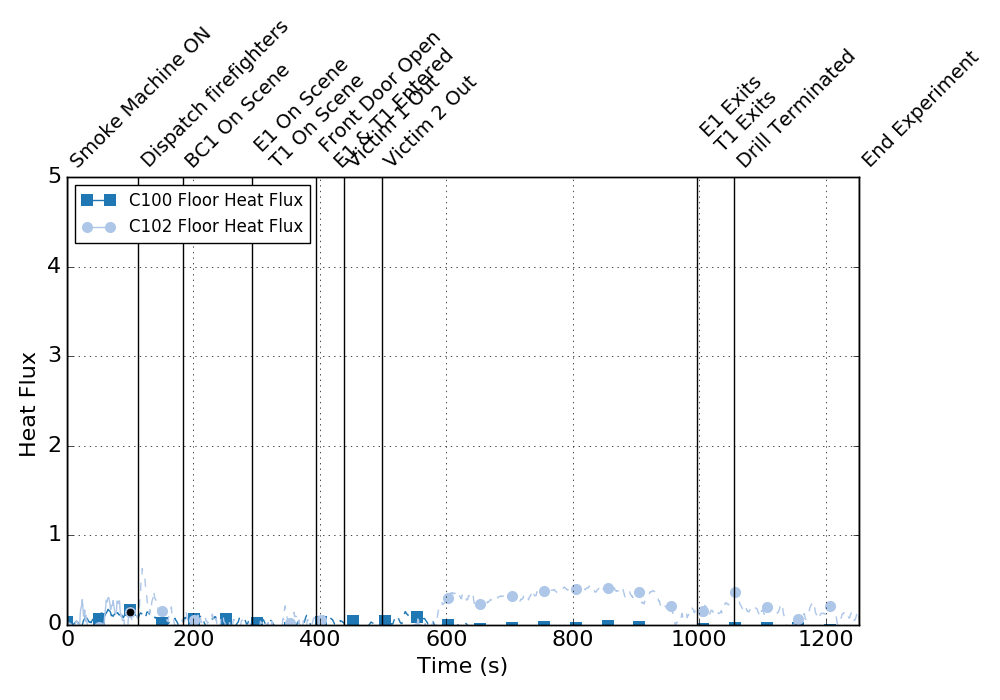 Smoke Machine ON
Dispatch firefighters
BC1 On Scene
E1 On Scene
T1 On Scene
Front Door Open
E1 & T1 Entered
Victim 1 Out
Victim 2 Out
E1 Exits
T1 Exits
Drill Terminated
End Experiment
C100 Floor Heat Flux
C102 Floor Heat Flux
5
4
3
2
1
0
Heat Flux
0 200 400 600 800 1000 1200
Time (s)